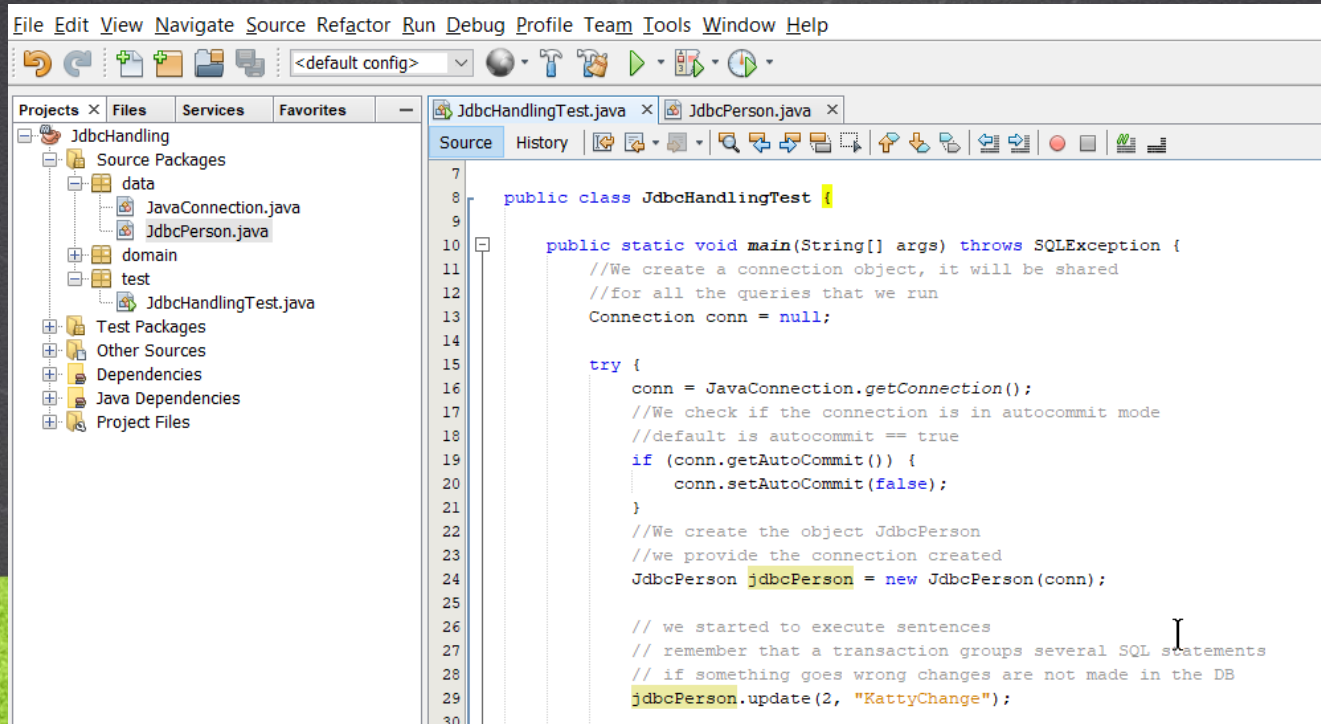 File Edit View Navigate Source Refactor Run Debug Profile Team Tools Window Help
<default config>
Projects Files Services Favorites
JdbcHandling
Source Packages
data
JavaConnection.java
JdbcPerson.java
domain
test
JdbcHandlingTest.java
Test Packages
Other Sources
Dependencies
Java Dependencies
Project Files
JdbcHandlingTest.java JdbcPerson.java
Source History
7
8 public class JdbcHandlingTest {
9
10 public static void main(String[] args) throws SQLException {
11 //We create a connection object, it will be shared
12 //for all the queries that we run
13 Connection conn = null;
14
15 try {
16 conn = JavaConnection.getConnection();
17 //We check if the connection is in autocommit mode
18 //default is autocommit == true
19 if (conn.getAutoCommit()) {
20 conn.setAutoCommit(false);
21 }
22 //We create the object JdbcPerson
23 //we provide the connection created
24 JdbcPerson jdbcPerson = new JdbcPerson(conn);
25
26 // we started to execute sentences
27 // remember that a transaction groups several SQL statements
28 // if something goes wrong changes are not made in the DB
29 jdbcPerson.update(2, "KattyChange");
30